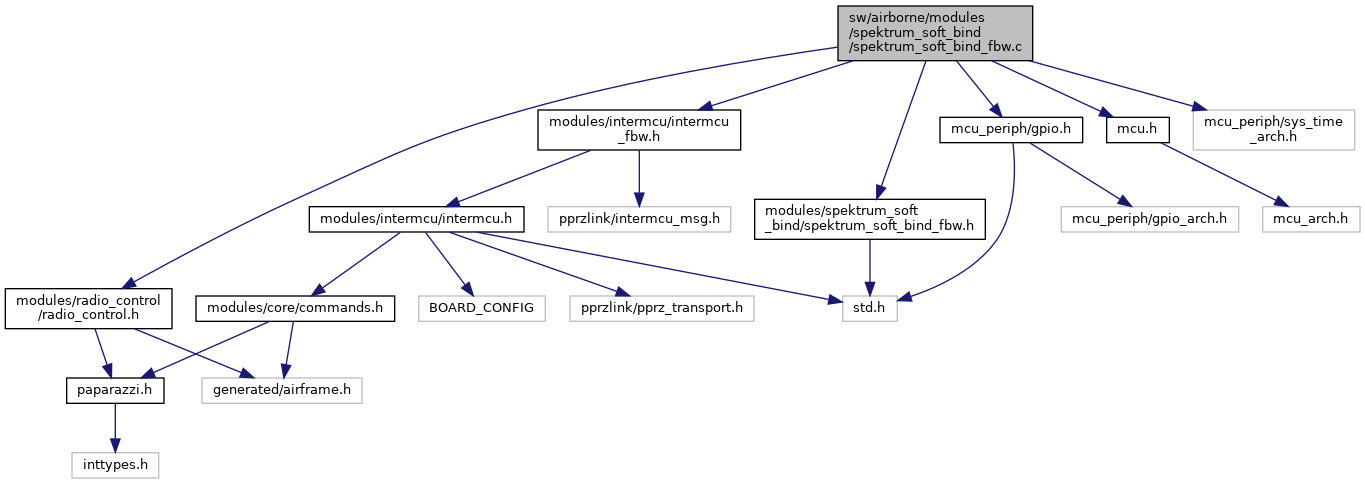 sw/airborne/modules
/spektrum_soft_bind
/spektrum_soft_bind_fbw.c
modules/intermcu/intermcu
_fbw.h
mcu_periph/gpio.h
mcu.h
mcu_periph/sys_time
_arch.h
modules/intermcu/intermcu.h
pprzlink/intermcu_msg.h
modules/spektrum_soft
_bind/spektrum_soft_bind_fbw.h
mcu_periph/gpio_arch.h
mcu_arch.h
modules/radio_control
/radio_control.h
modules/core/commands.h
BOARD_CONFIG
pprzlink/pprz_transport.h
std.h
paparazzi.h
generated/airframe.h
inttypes.h